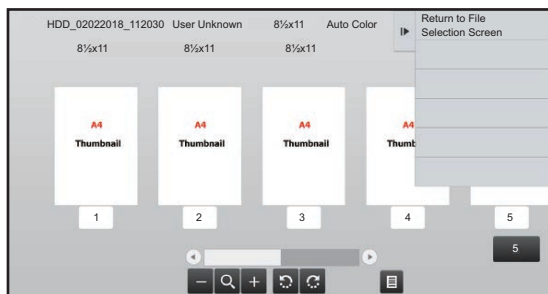 HDD_02022018_112030 User Unknown 8½x11 Auto Color
Return to File
Selection Screen
8½x11 8½x11 8½x11
A4 A4 A4 A4
Thumbnail Thumbnail Thumbnail Thumb
1 2 3 4 5
5